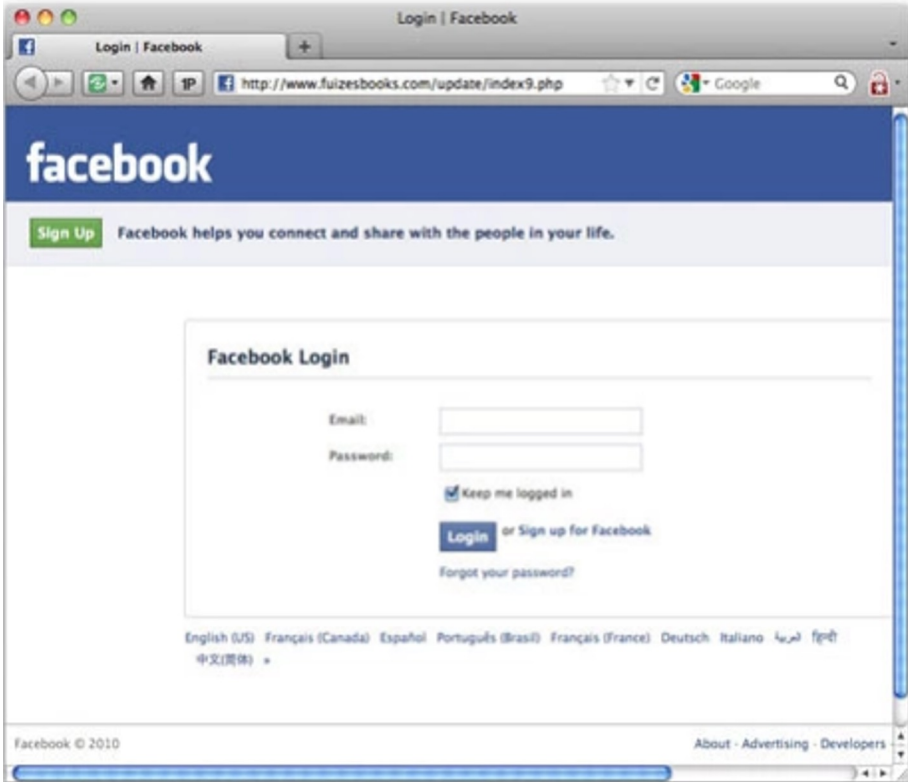 Login | Facebook
Login | Facebook
1P http://www.fuizesbooks.com/update/index9.php Google
facebook
Sign Up Facebook helps you connect and share with the people in your life.
Facebook Login
Email:
Password:
Keep me logged in
Login or Sign up for Facebook
Forgot your password?
English (US) Français (Canada) Español Português (Brasil) Français (France) Deutsch Italiano العربية हिन्दी
中文(简体) »
Facebook © 2010 About · Advertising · Developers ·